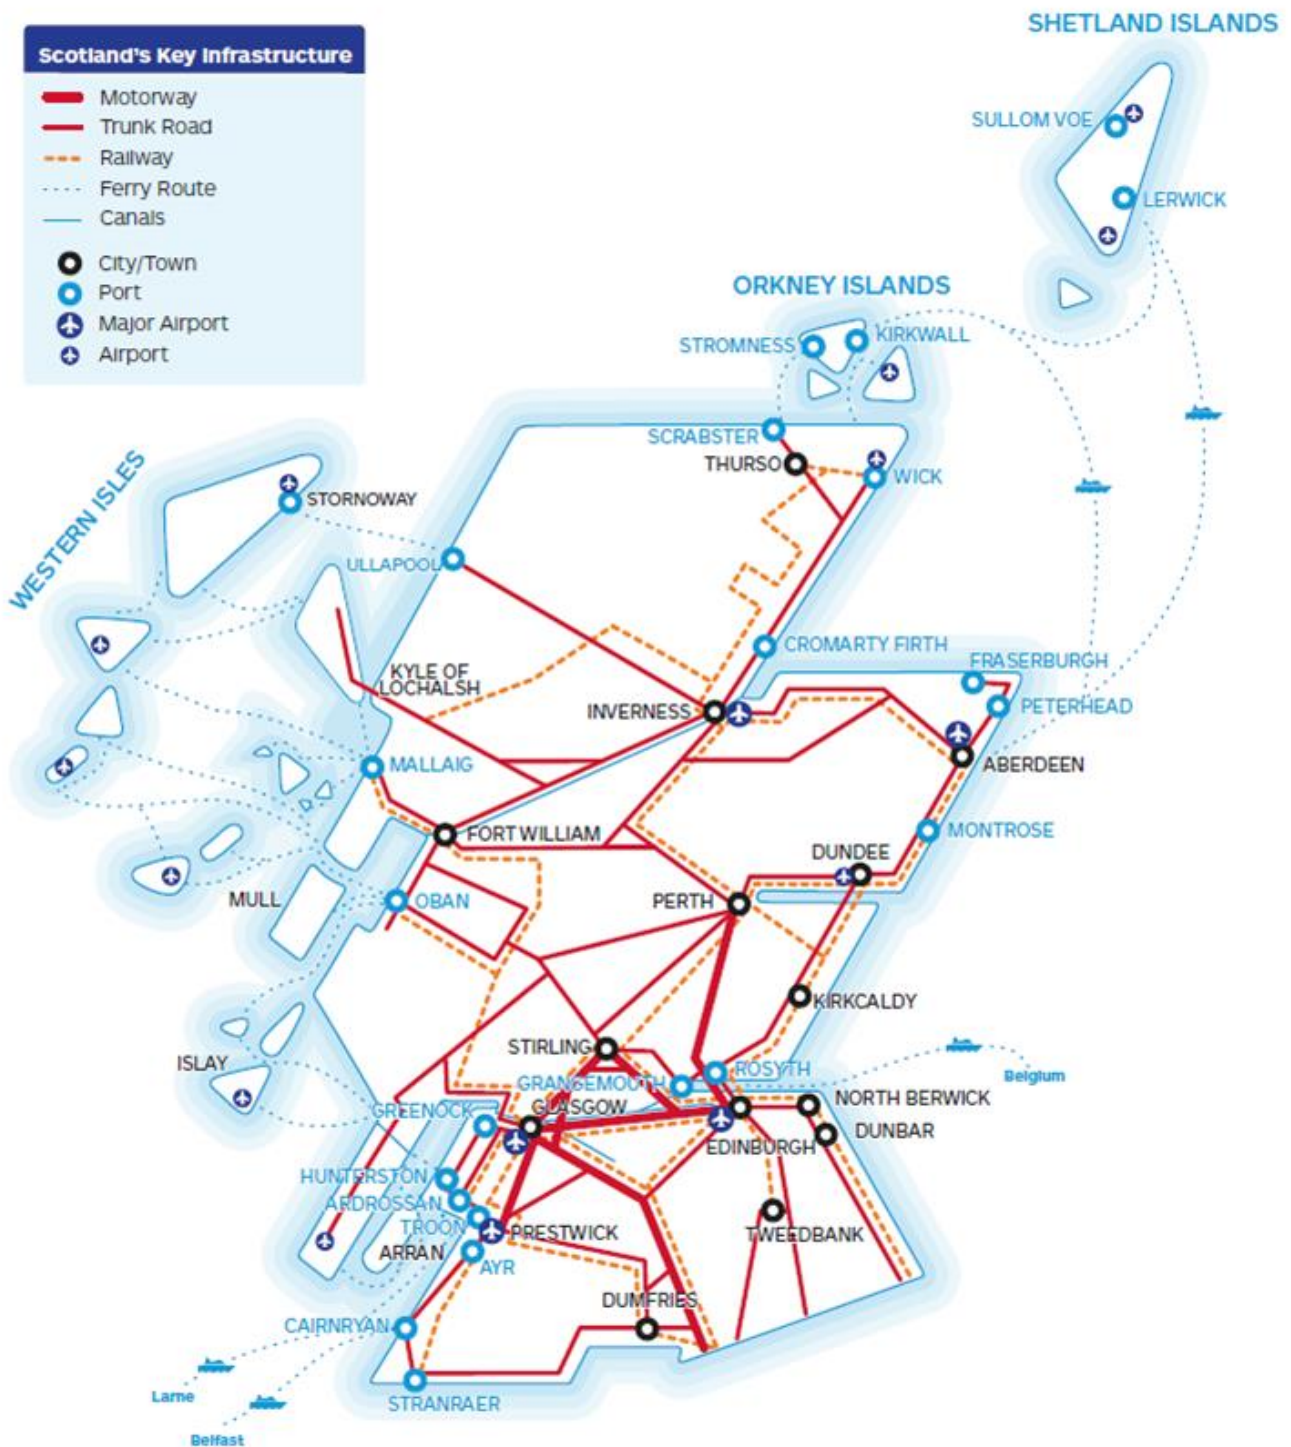 SHETLAND ISLANDS
Scotland's Key Infrastructure
Motorway
Trunk Road
Railway
Ferry Route
Canals
City/Town
Port
Major Airport
Airport
SULLOM VOE
LERWICK
ORKNEY ISLANDS
STROMNESS
KIRKWALL
SCRABSTER
THURSO
WICK
WESTERN ISLES
STORNOWAY
ULLAPOOL
CROMARTY FIRTH
FRASERBURGH
KYLE OF
LOCHALSH
INVERNESS
PETERHEAD
MALLAIG
ABERDEEN
FORT WILLIAM
MONTROSE
DUNDEE
MULL
OBAN
PERTH
KIRKCALDY
STIRLING
ISLAY
ROSYTH
Belgium
GRANGEMOUTH
NORTH BERWICK
GREENOCK
GLASGOW
DUNBAR
EDINBURGH
HUNTERSTON
ARDROSSAN
TROON
PRESTWICK
TWEEDBANK
ARRAN
AYR
DUMFRIES
CAIRNRYAN
Larne
STRANRAER
Belfast